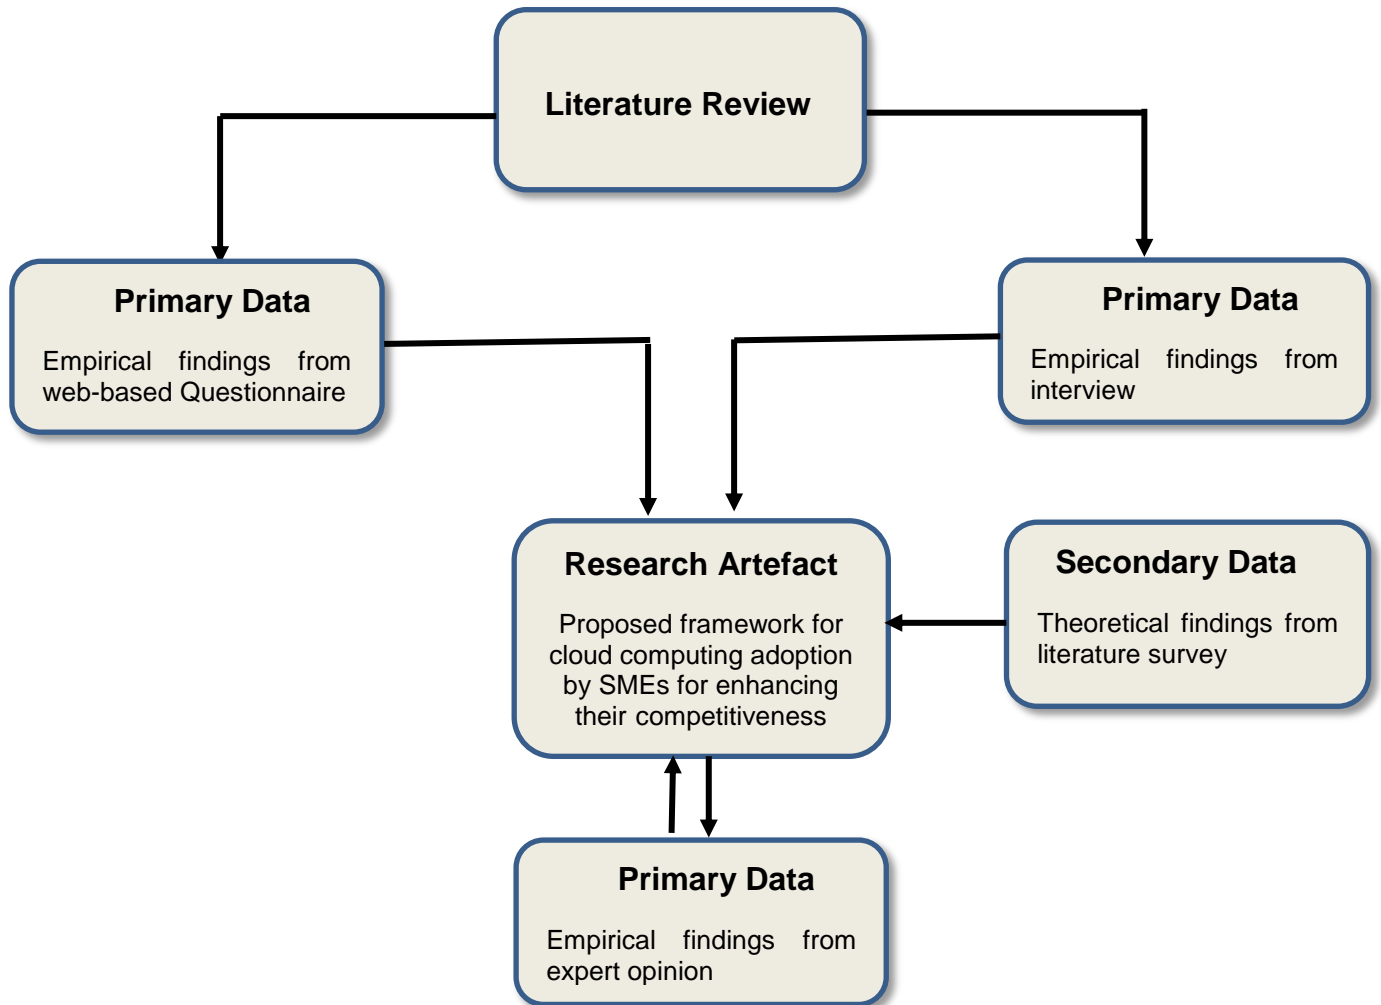 Literature Review
Primary Data
Empirical findings from
web-based Questionnaire
Primary Data
Empirical findings from
interview
Research Artefact
Proposed framework for
cloud computing adoption
by SMEs for enhancing
their competitiveness
Secondary Data
Theoretical findings from
literature survey
Primary Data
Empirical findings from
expert opinion